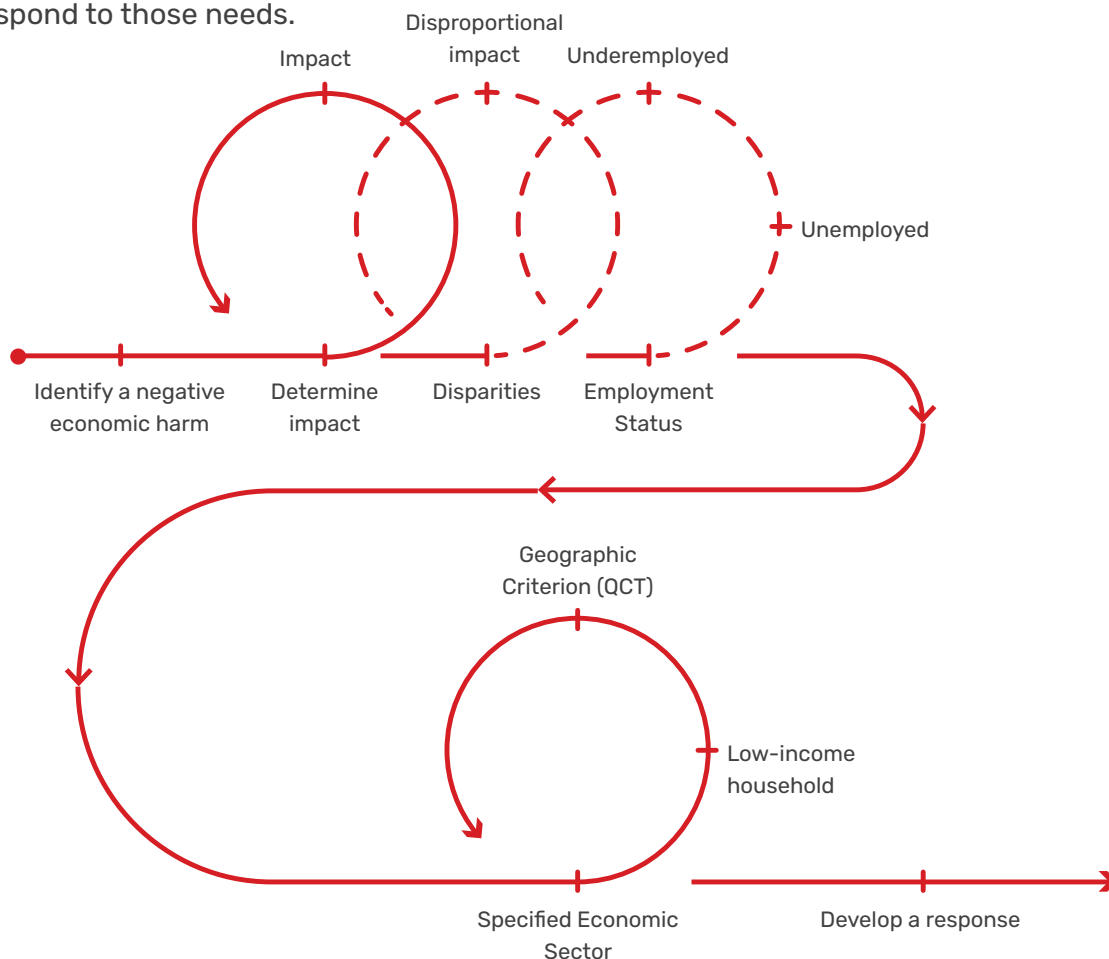 spond to those needs.
Disproportional
impact
Impact
Underemployed
Unemployed
Identify a negative
economic harm
Determine
impact
Disparities
Employment
Status
Geographic
Criterion (QCT)
Low-income
household
Specified Economic
Sector
Develop a response